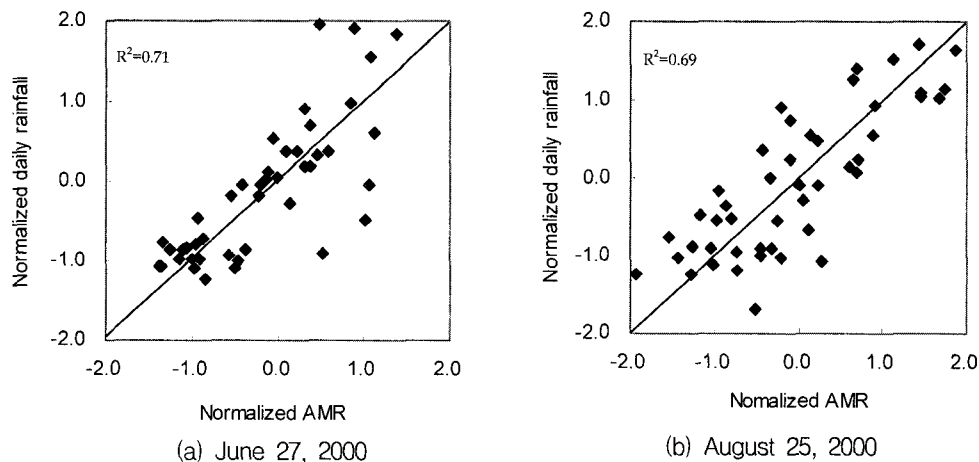 2.0
1.0
0.0
-1.0
-2.0
Normalized daily rainfall
R²=0.71
-2.0 -1.0 0.0 1.0 2.0
Normalized AMR
(a) June 27, 2000
2.0
1.0
0.0
-1.0
-2.0
Normalized daily rainfall
R²=0.69
-2.0 -1.0 0.0 1.0 2.0
Normalized AMR
(b) August 25, 2000